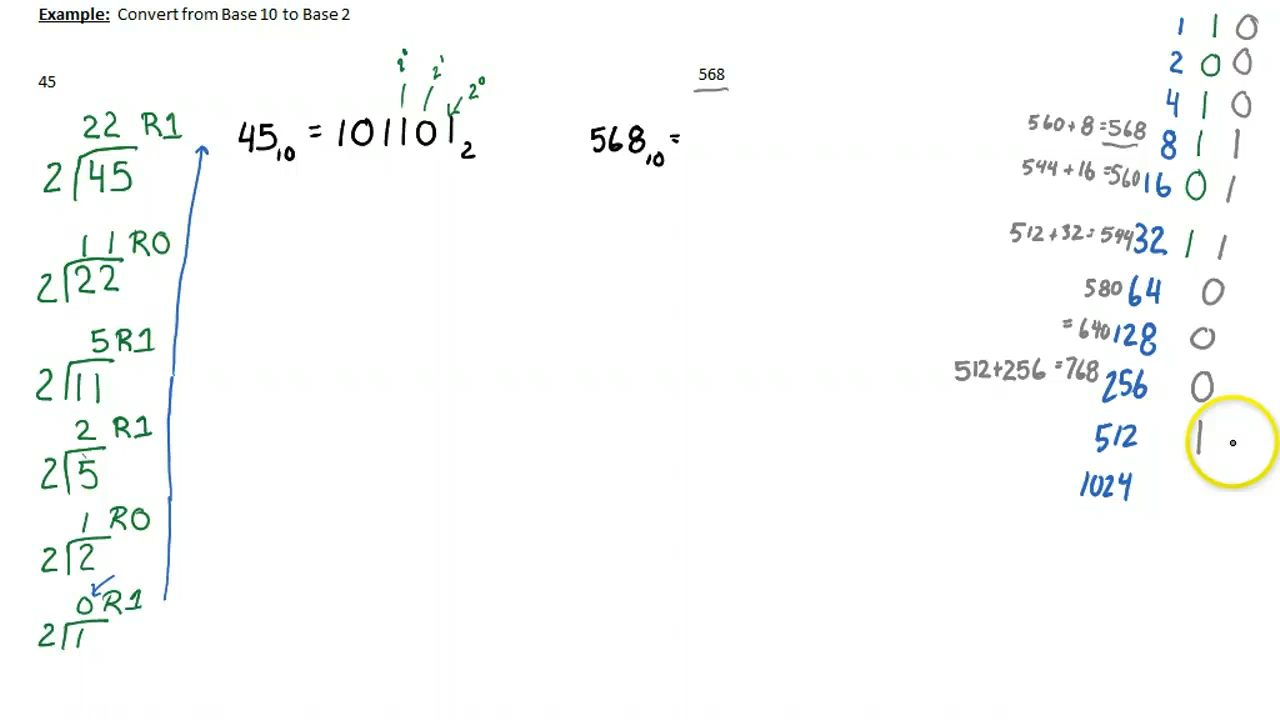 Example: Convert from Base 10 to Base 2
45
568
22 R1
2 45
11 R0
2 22
5 R1
2 11
2 R1
2 5
1 R0
2 2
0 R1
2 1
2¹ 2⁰
45₁₀ = 101101₂
568₁₀ =
1 1 0
2 0 0
4 1 0
560+8=568 8 1 1
544+16=560 16 0 1
512+32=544 32 1 1
580 64 0
=640 128 0
512+256=768 256 0
512 1
1024